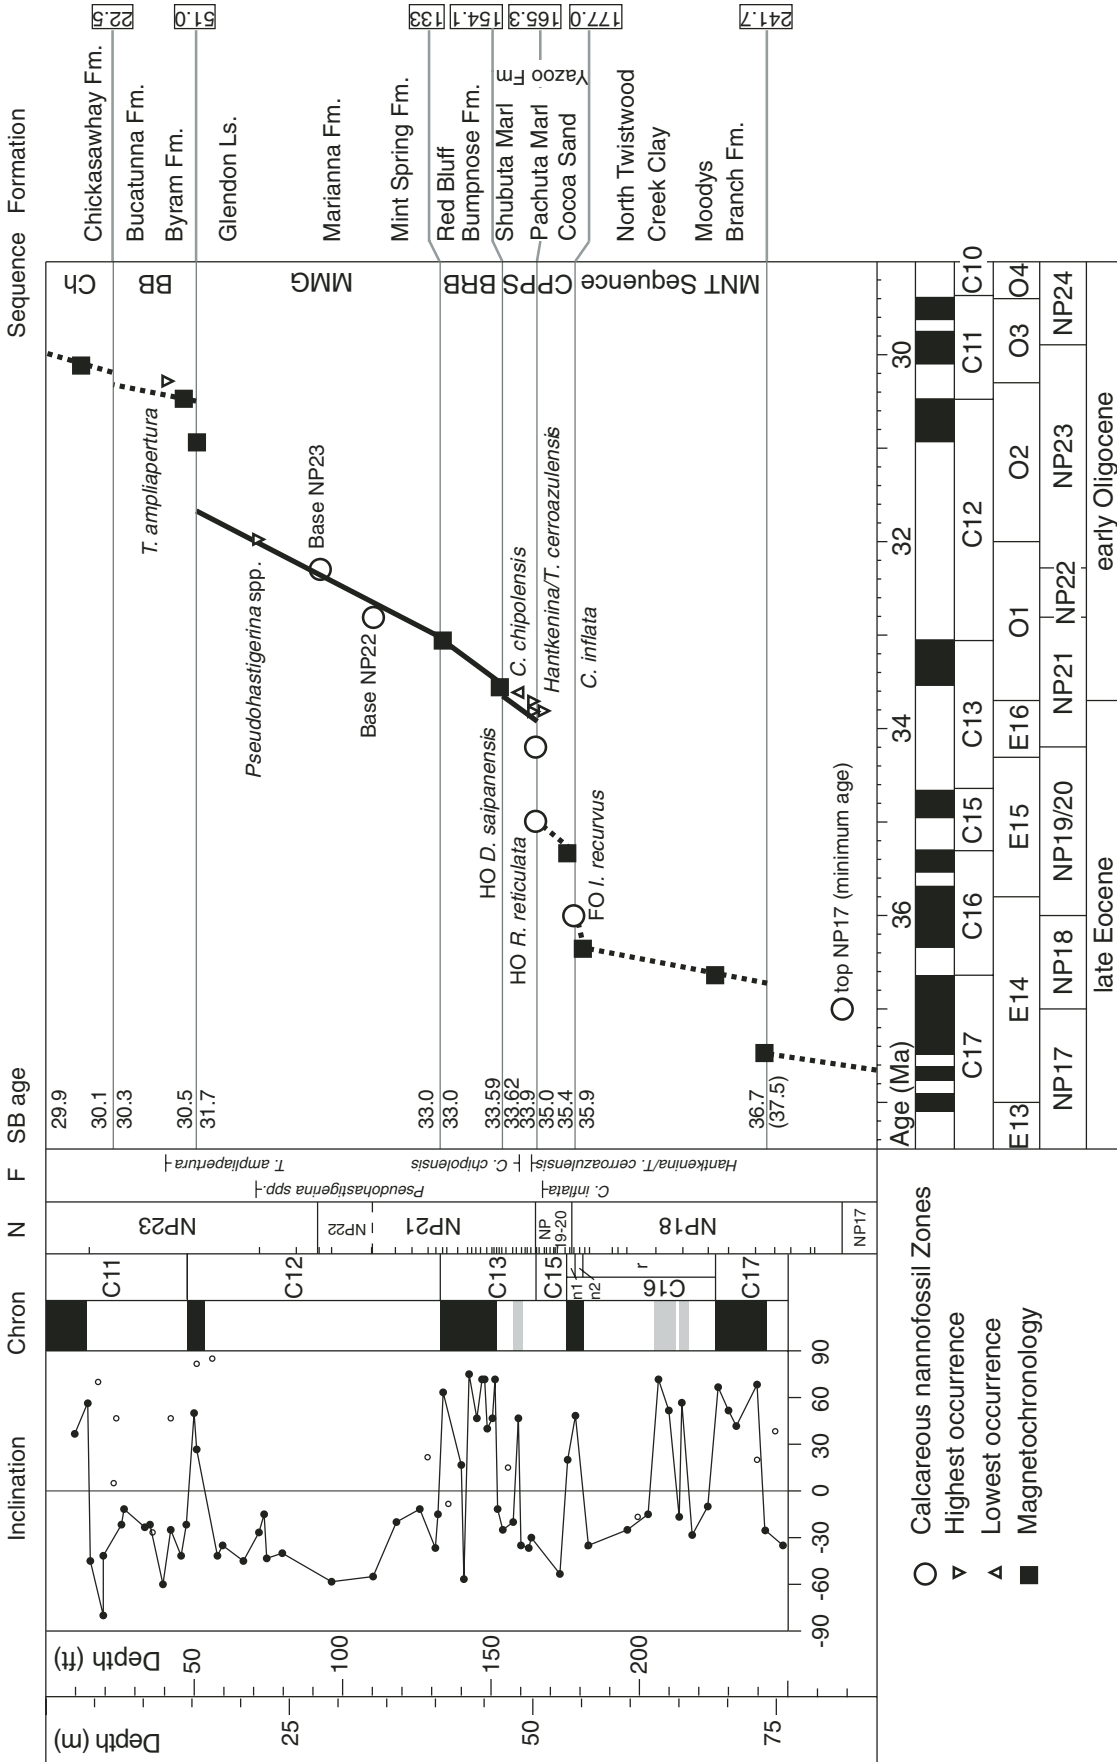 Sequence Formation
Chickasawhay Fm.
22.5
Bucatunna Fm.
Byram Fm.
51.0
Glendon Ls.
Marianna Fm.
Mint Spring Fm.
133
Red Bluff
Bumpnose Fm.
154.1
Shubuta Marl
Yazoo Fm
165.3
Pachuta Marl
Cocoa Sand
177.0
North Twistwood
Creek Clay
Moodys
Branch Fm.
241.7
Ch
BB
MMG
BRB
PS
CP
MNT Sequence
T. ampliapertura
Pseudohastigerina spp.
Base NP23
Base NP22
C. chipolensis
Hantkenina/T. cerroazulensis
C. inflata
HO D. saipanensis
HO R. reticulata
FO I. recurvus
top NP17 (minimum age)
Age (Ma)
36
34
32
30
C17
C16
C15
C13
C12
C11
C10
E13
E14
E15
E16
O1
O2
O3
O4
NP17
NP18
NP19/20
NP21
NP22
NP23
NP24
late Eocene
early Oligocene
SB age
29.9
30.1
30.3
30.5
31.7
33.0
33.0
33.59
33.62
33.9
35.0
35.4
35.9
36.7
(37.5)
F
T. ampliapertura
Pseudohastigerina spp.
C. chipolensis
Hantkenina/T. cerroazulensis
C. inflata
N
NP23
NP22
NP21
NP
19-20
NP18
NP17
Chron
C11
C12
C13
C15
n1
n2
r
C16
C17
Inclination
90
60
30
0
-30
-60
-90
Depth (ft)
50
100
150
200
Depth (m)
25
50
75
Calcareous nannofossil Zones
Highest occurrence
Lowest occurrence
Magnetochronology